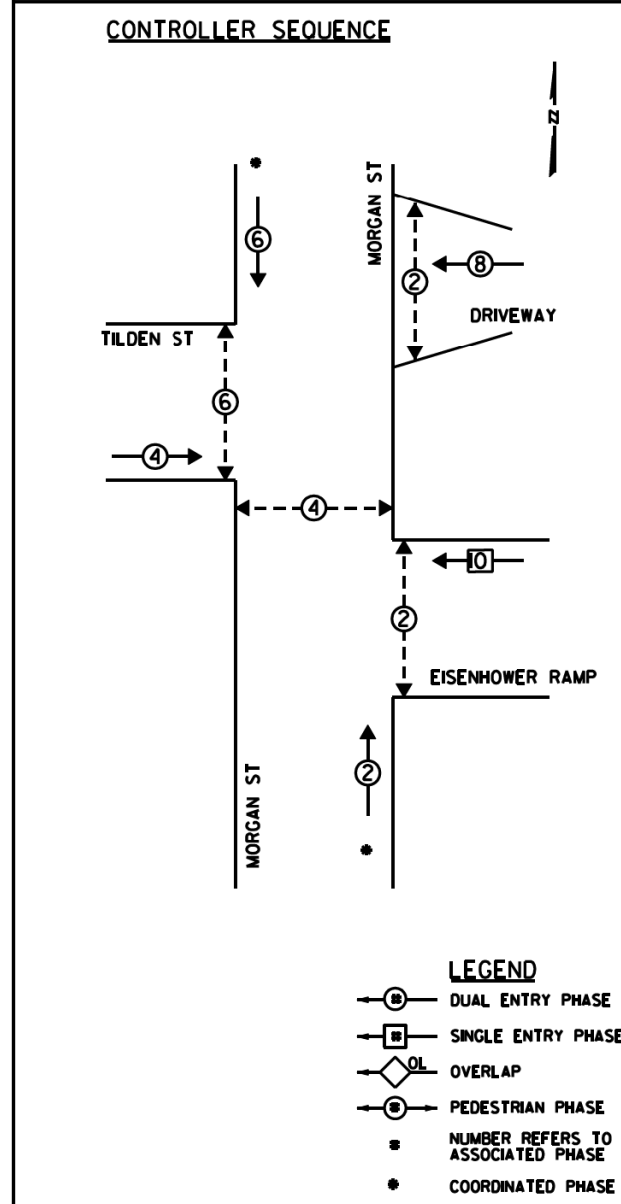 CONTROLLER SEQUENCE
N
*
MORGAN ST
6
8
2
DRIVEWAY
TILDEN ST
6
4
4
10
2
EISENHOWER RAMP
2
MORGAN ST
*
LEGEND
* DUAL ENTRY PHASE
* SINGLE ENTRY PHASE
OL OVERLAP
* PEDESTRIAN PHASE
* NUMBER REFERS TO
ASSOCIATED PHASE
* COORDINATED PHASE